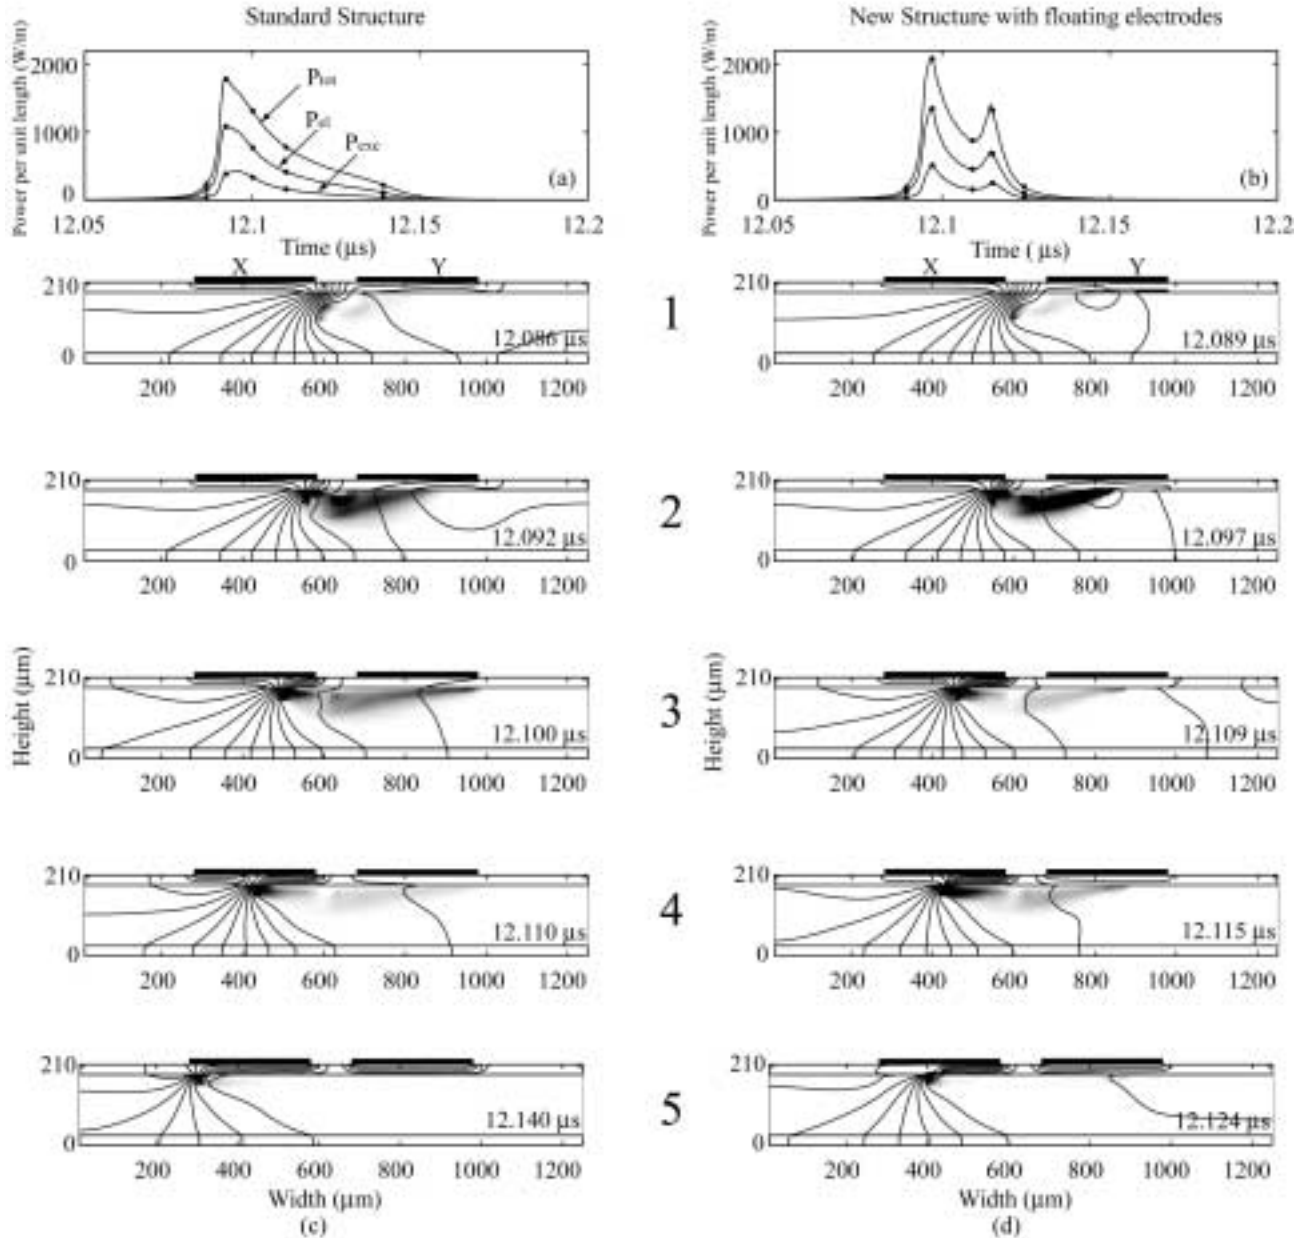 Standard Structure
New Structure with floating electrodes
Power per unit length (W/m)
2000
1000
0
P_tot
P_el
P_exc
(a)
12.05
12.1
12.15
12.2
Time (μs)
Power per unit length (W/m)
2000
1000
0
(b)
12.05
12.1
12.15
12.2
Time (μs)
X
Y
210
0
12.086 μs
200 400 600 800 1000 1200
1
X
Y
210
0
12.089 μs
200 400 600 800 1000 1200
210
0
12.092 μs
200 400 600 800 1000 1200
2
210
0
12.097 μs
200 400 600 800 1000 1200
Height (μm)
210
0
12.100 μs
200 400 600 800 1000 1200
3
Height (μm)
210
0
12.109 μs
200 400 600 800 1000 1200
210
0
12.110 μs
200 400 600 800 1000 1200
4
210
0
12.115 μs
200 400 600 800 1000 1200
210
0
12.140 μs
200 400 600 800 1000 1200
Width (μm)
(c)
5
210
0
12.124 μs
200 400 600 800 1000 1200
Width (μm)
(d)